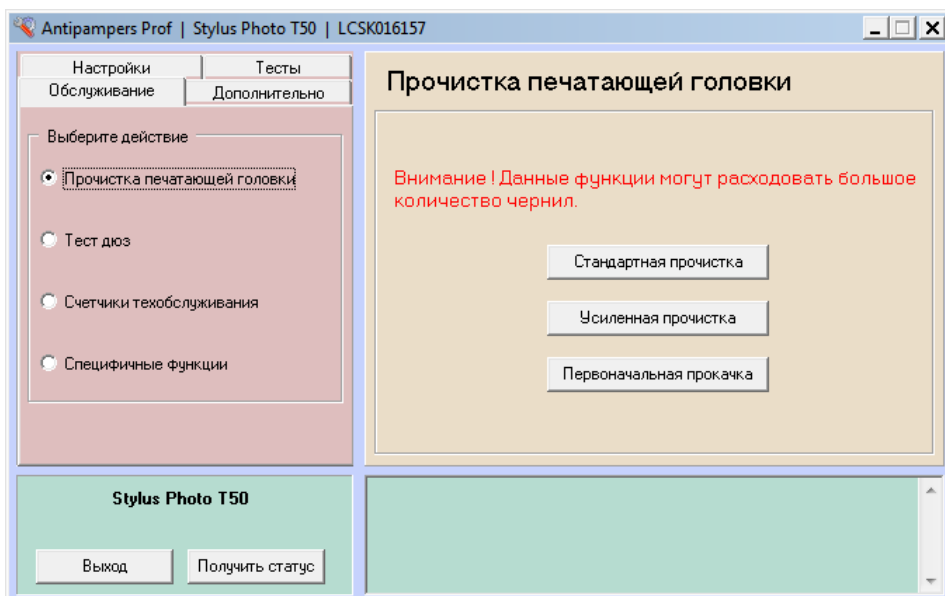 Antipampers Prof | Stylus Photo T50 | LCSK016157
Настройки
Тесты
Обслуживание
Дополнительно
Выберите действие
Прочистка печатающей головки
Тест дюз
Счетчики техобслуживания
Специфичные функции
Прочистка печатающей головки
Внимание ! Данные функции могут расходовать большое
количество чернил.
Стандартная прочистка
Усиленная прочистка
Первоначальная прокачка
Stylus Photo T50
Выход
Получить статус